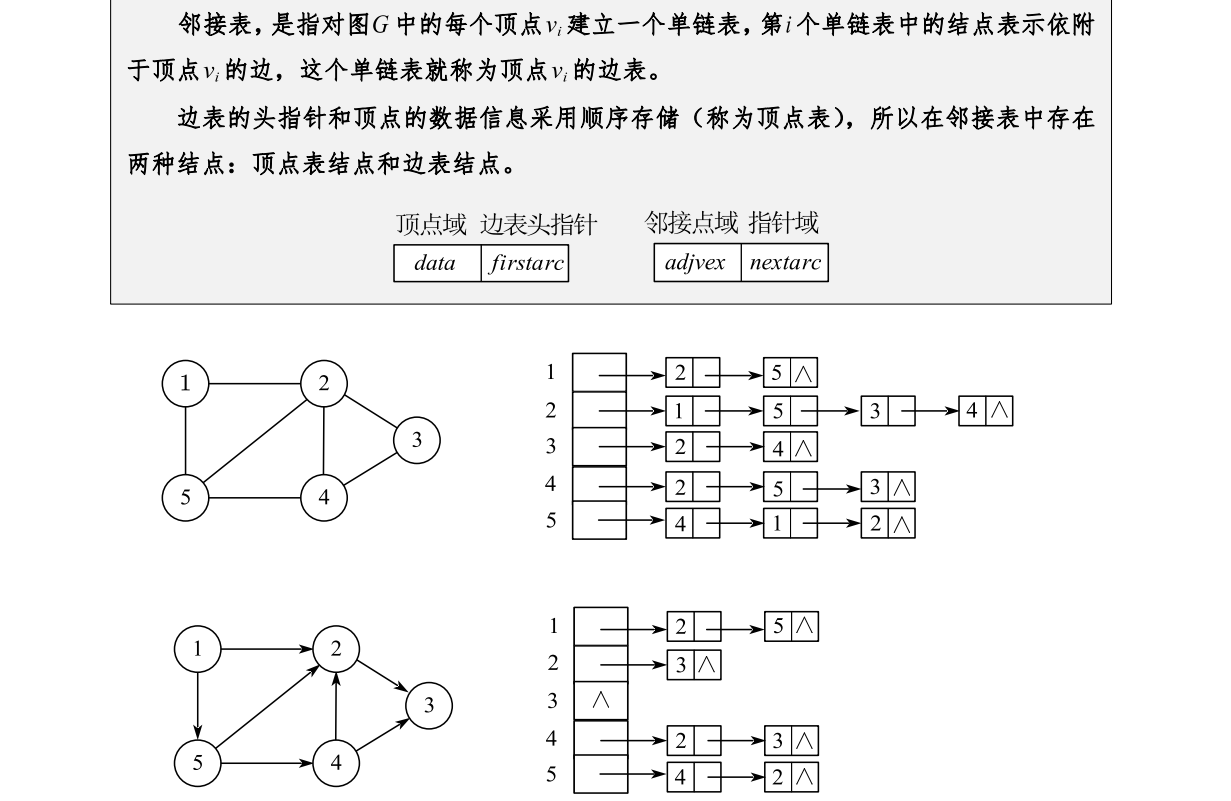 邻接表，是指对图G中的每个顶点vi建立一个单链表，第i个单链表中的结点表示依附
于顶点vi的边，这个单链表就称为顶点vi的边表。
边表的头指针和顶点的数据信息采用顺序存储（称为顶点表），所以在邻接表中存在
两种结点：顶点表结点和边表结点。
顶点域 边表头指针 邻接点域 指针域
data firstarc adjvex nextarc
1 2
3
5 4
1 2 5 ∧
2 1 5 3 4 ∧
3 2 4 ∧
4 2 5 3 ∧
5 4 1 2 ∧
1 2
3
5 4
1 2 5 ∧
2 3 ∧
3 ∧
4 2 3 ∧
5 4 2 ∧